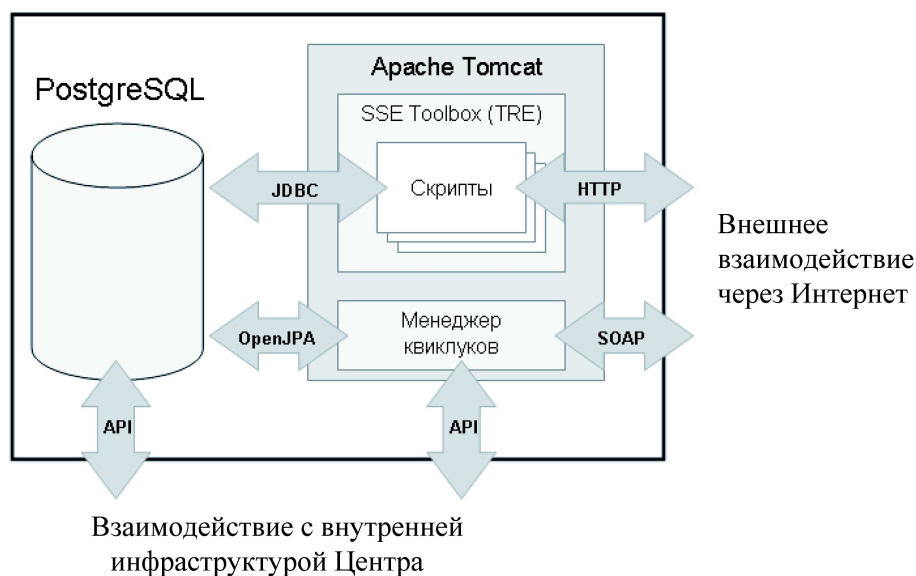 Apache Tomcat
PostgreSQL
SSE Toolbox (TRE)
JDBC
Скрипты
HTTP
Внешнее
взаимодействие
через Интернет
OpenJPA
Менеджер
квиклуков
SOAP
API
API
Взаимодействие с внутренней
инфраструктурой Центра